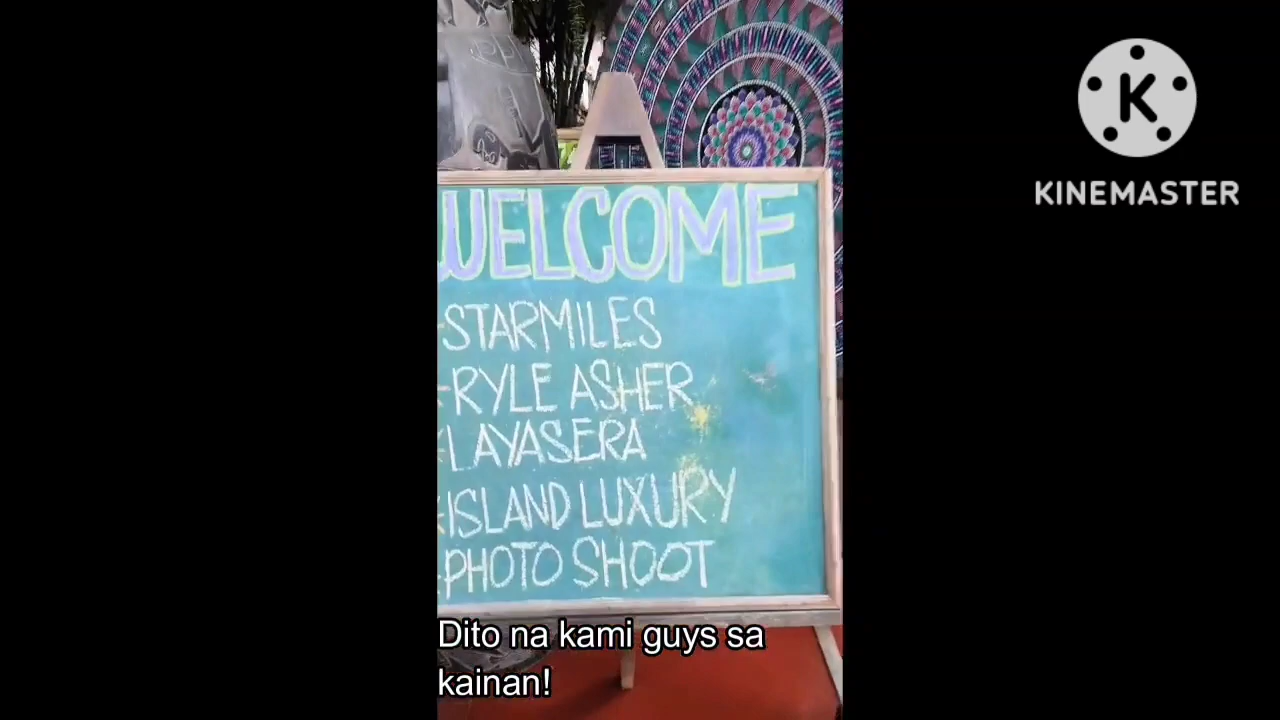 K
KINEMASTER
WELCOME
STARMILES
RYLE ASHER
LAYASERA
ISLAND LUXURY
PHOTO SHOOT
Dito na kami guys sa
kainan!